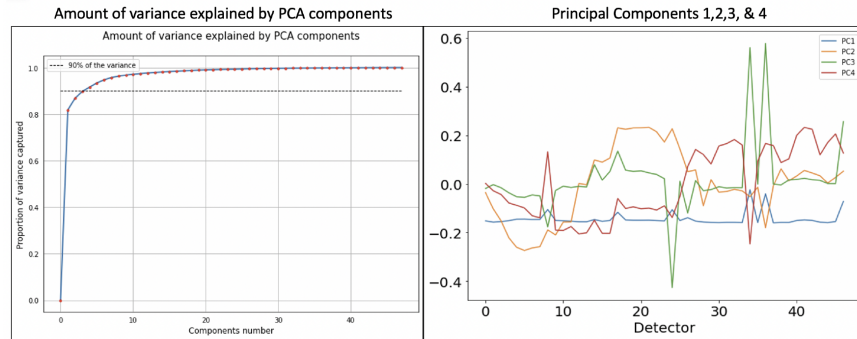 Amount of variance explained by PCA components
Amount of variance explained by PCA components
90% of the variance
1.0
0.8
0.6
0.4
0.2
0.0
Proportion of variance captured
0 10 20 30 40
Components number
Principal Components 1,2,3, & 4
PC1
PC2
PC3
PC4
0.6
0.4
0.2
0.0
−0.2
−0.4
0 10 20 30 40
Detector